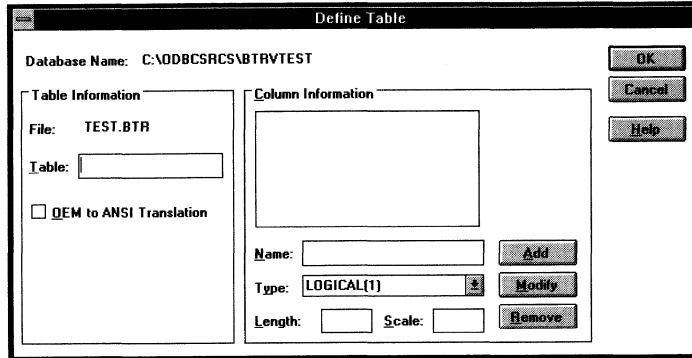 Define Table
Database Name: C:\ODBCSRCS\BTRVTEST
OK
Cancel
Help
Table Information
File: TEST.BTR
Table:
OEM to ANSI Translation
Column Information
Name:
Add
Type: LOGICAL(1)
Modify
Length: Scale:
Remove